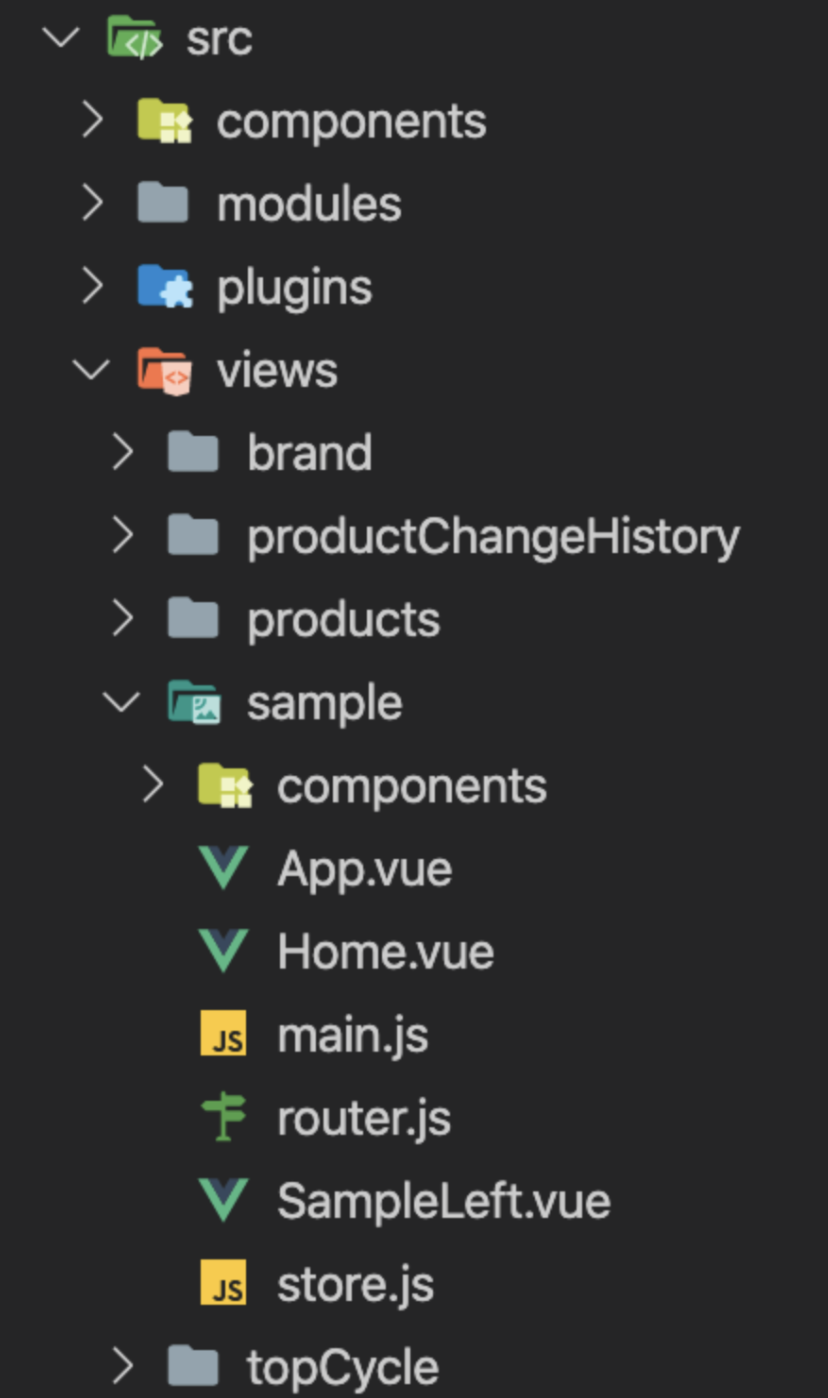 src
components
modules
plugins
views
brand
productChangeHistory
products
sample
components
App.vue
Home.vue
JS main.js
router.js
SampleLeft.vue
JS store.js
topCycle